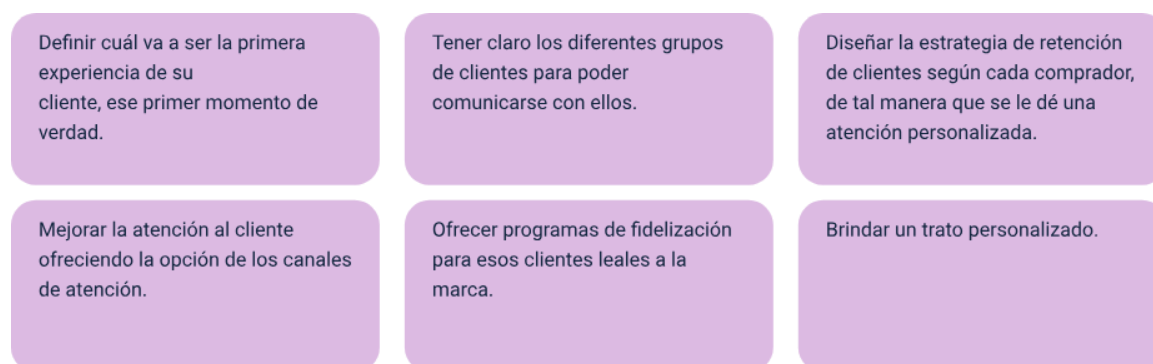 Definir cuál va a ser la primera
experiencia de su
cliente, ese primer momento de
verdad.
Tener claro los diferentes grupos
de clientes para poder
comunicarse con ellos.
Diseñar la estrategia de retención
de clientes según cada comprador,
de tal manera que se le dé una
atención personalizada.
Mejorar la atención al cliente
ofreciendo la opción de los canales
de atención.
Ofrecer programas de fidelización
para esos clientes leales a la
marca.
Brindar un trato personalizado.